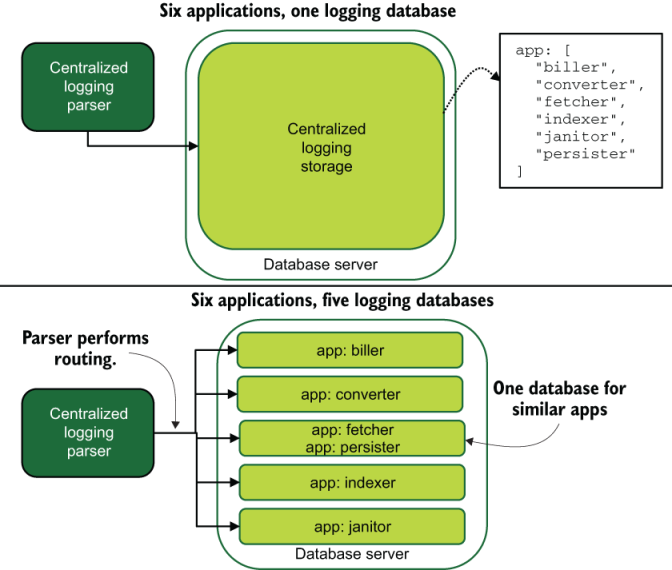 Six applications, one logging database
Centralized
logging
parser
Centralized
logging
storage
Database server
app: [
"biller",
"converter",
"fetcher",
"indexer",
"janitor",
"persister"
]
Six applications, five logging databases
Parser performs
routing.
Centralized
logging
parser
app: biller
app: converter
app: fetcher
app: persister
app: indexer
app: janitor
Database server
One database for
similar apps